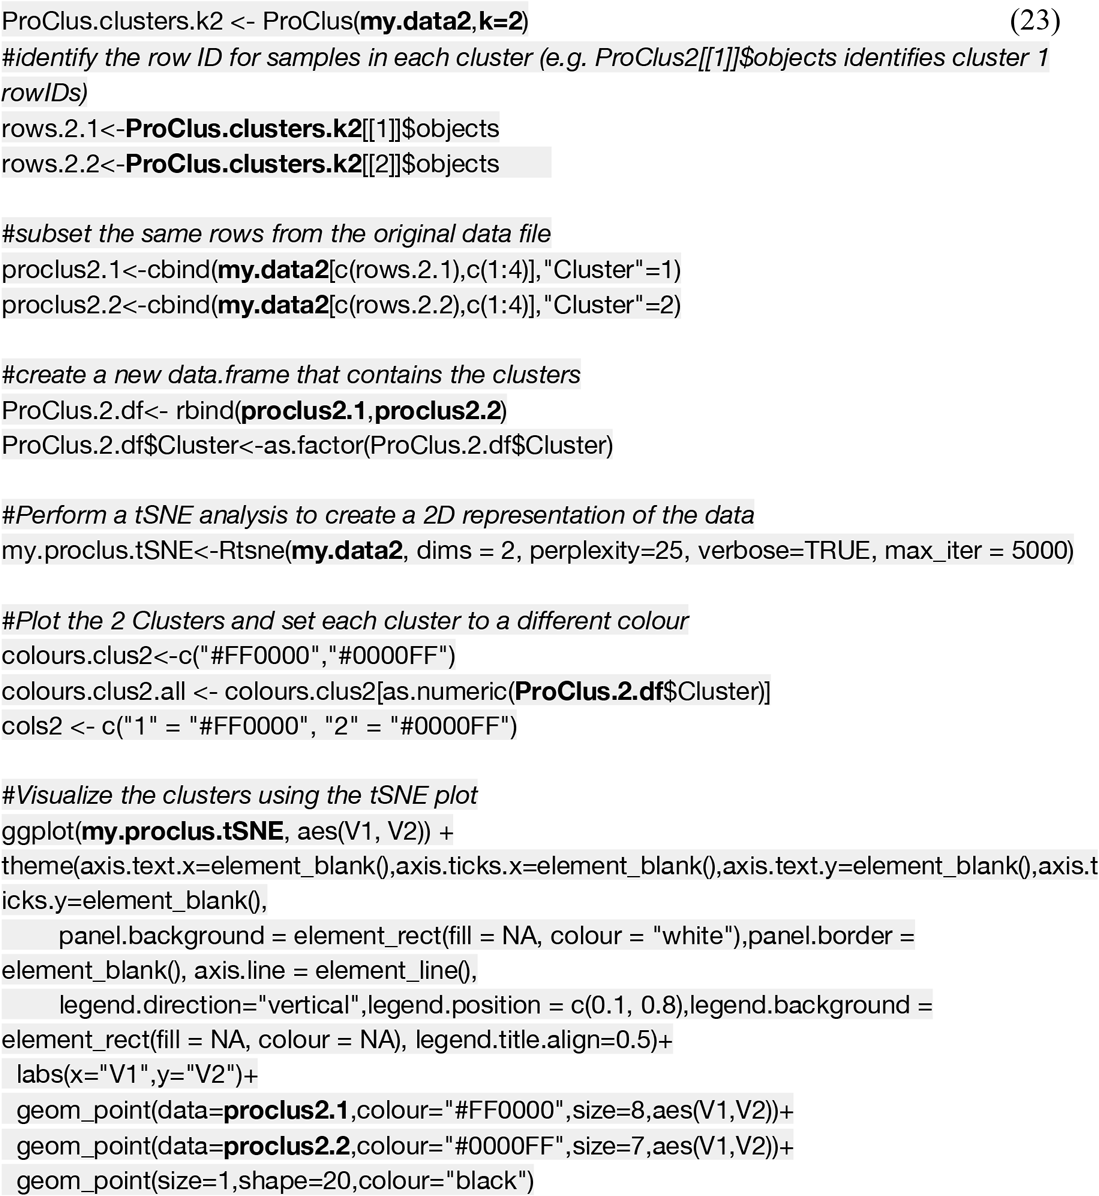 ProClus.clusters.k2 <- ProClus(my.data2,k=2) (23)
#identify the row ID for samples in each cluster (e.g. ProClus2[[1]]$objects identifies cluster 1
rowIDs)
rows.2.1<-ProClus.clusters.k2[[1]]$objects
rows.2.2<-ProClus.clusters.k2[[2]]$objects
#subset the same rows from the original data file
proclus2.1<-cbind(my.data2[c(rows.2.1),c(1:4)],"Cluster"=1)
proclus2.2<-cbind(my.data2[c(rows.2.2),c(1:4)],"Cluster"=2)
#create a new data.frame that contains the clusters
ProClus.2.df<- rbind(proclus2.1,proclus2.2)
ProClus.2.df$Cluster<-as.factor(ProClus.2.df$Cluster)
#Perform a tSNE analysis to create a 2D representation of the data
my.proclus.tSNE<-Rtsne(my.data2, dims = 2, perplexity=25, verbose=TRUE, max_iter = 5000)
#Plot the 2 Clusters and set each cluster to a different colour
colours.clus2<-c("#FF0000","#0000FF")
colours.clus2.all <- colours.clus2[as.numeric(ProClus.2.df$Cluster)]
cols2 <- c("1" = "#FF0000", "2" = "#0000FF")
#Visualize the clusters using the tSNE plot
ggplot(my.proclus.tSNE, aes(V1, V2)) +
theme(axis.text.x=element_blank(),axis.ticks.x=element_blank(),axis.text.y=element_blank(),axis.t
icks.y=element_blank(),
panel.background = element_rect(fill = NA, colour = "white"),panel.border =
element_blank(), axis.line = element_line(),
legend.direction="vertical",legend.position = c(0.1, 0.8),legend.background =
element_rect(fill = NA, colour = NA), legend.title.align=0.5)+
labs(x="V1",y="V2")+
geom_point(data=proclus2.1,colour="#FF0000",size=8,aes(V1,V2))+
geom_point(data=proclus2.2,colour="#0000FF",size=7,aes(V1,V2))+
geom_point(size=1,shape=20,colour="black")